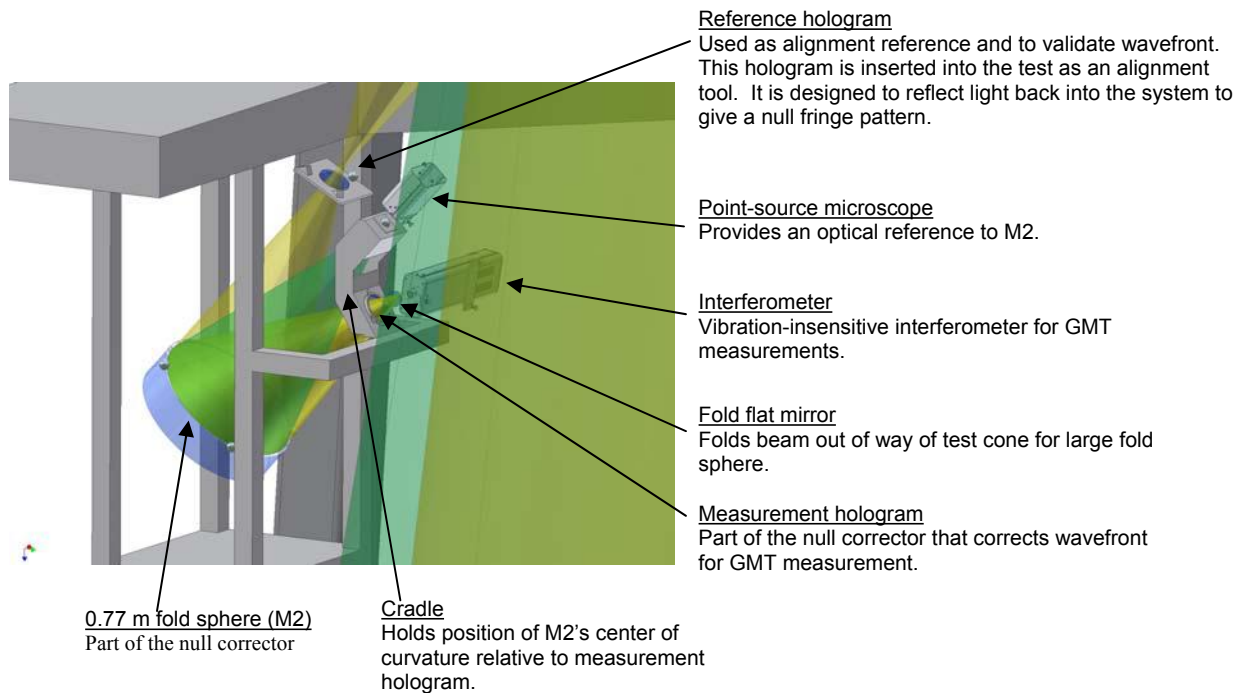 Reference hologram
Used as alignment reference and to validate wavefront.
This hologram is inserted into the test as an alignment
tool. It is designed to reflect light back into the system to
give a null fringe pattern.
Point-source microscope
Provides an optical reference to M2.
Interferometer
Vibration-insensitive interferometer for GMT
measurements.
Fold flat mirror
Folds beam out of way of test cone for large fold
sphere.
Measurement hologram
Part of the null corrector that corrects wavefront
for GMT measurement.
0.77 m fold sphere (M2)
Part of the null corrector
Cradle
Holds position of M2's center of
curvature relative to measurement
hologram.